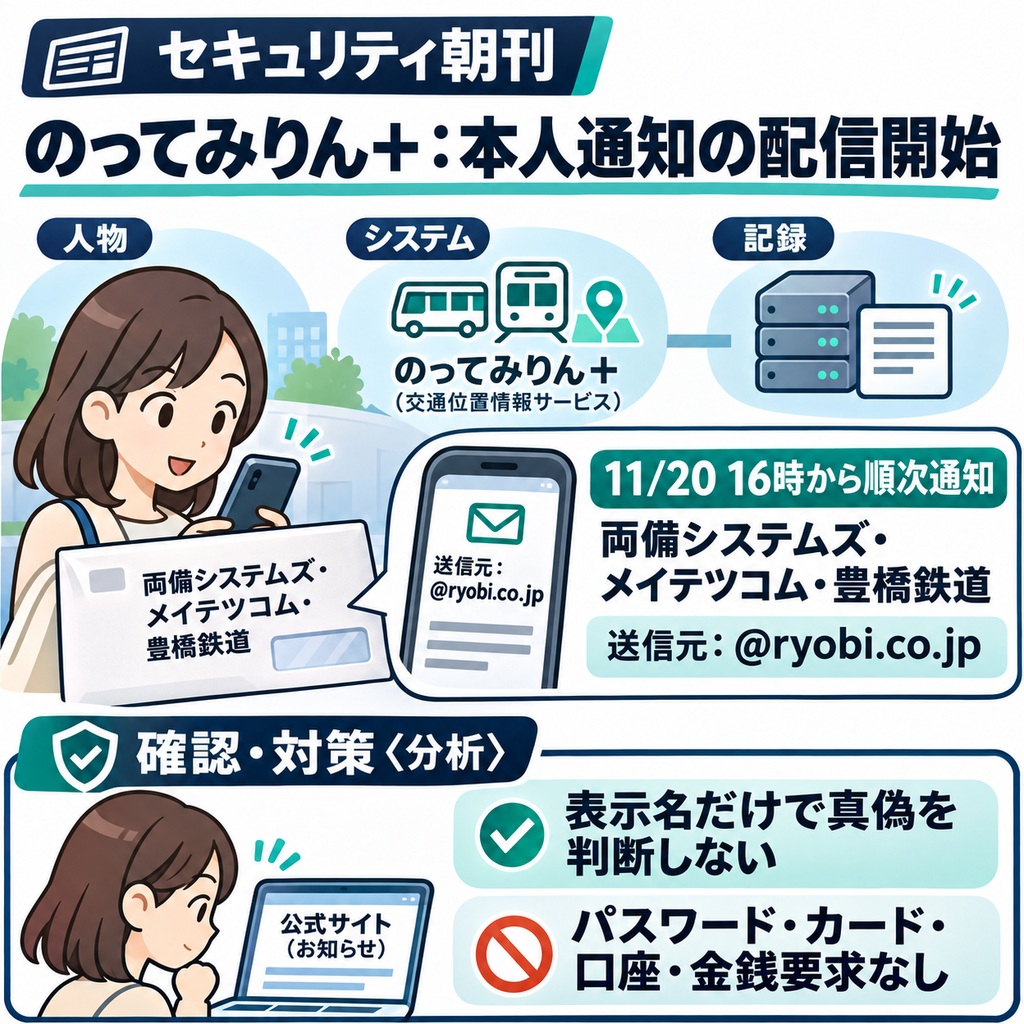 セキュリティ朝刊
のってみりん＋：本人通知の配信開始
人物
システム
記録
のってみりん＋
（交通位置情報サービス）
両備システムズ・
メイテツコム・
豊橋鉄道
送信元：
@ryobi.co.jp
11/20 16時から順次通知
両備システムズ・
メイテツコム・豊橋鉄道
送信元：@ryobi.co.jp
確認・対策〈分析〉
公式サイト
（お知らせ）
表示名だけで真偽を
判断しない
パスワード・カード・
口座・金銭要求なし